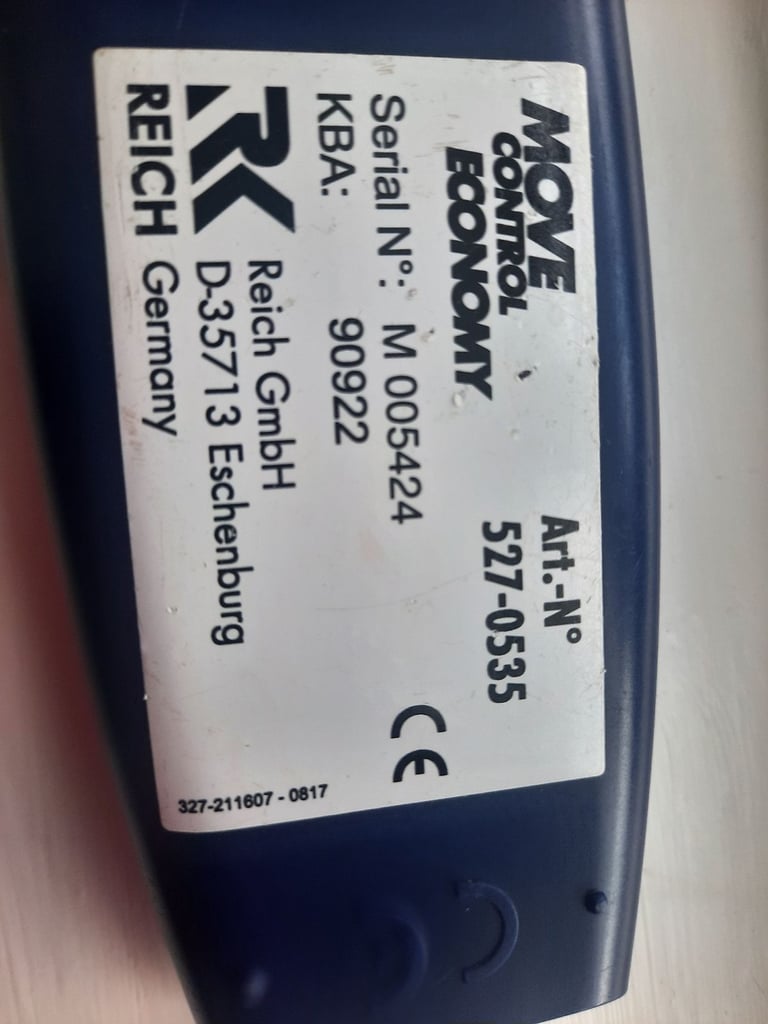 MOVE
CONTROL
ECONOMY
Art.-N°
527-0535
Serial N°: M 005424
KBA: 90922
CE
RK
REICH Germany
Reich GmbH
D-35713 Eschenburg
327-211607 - 0817